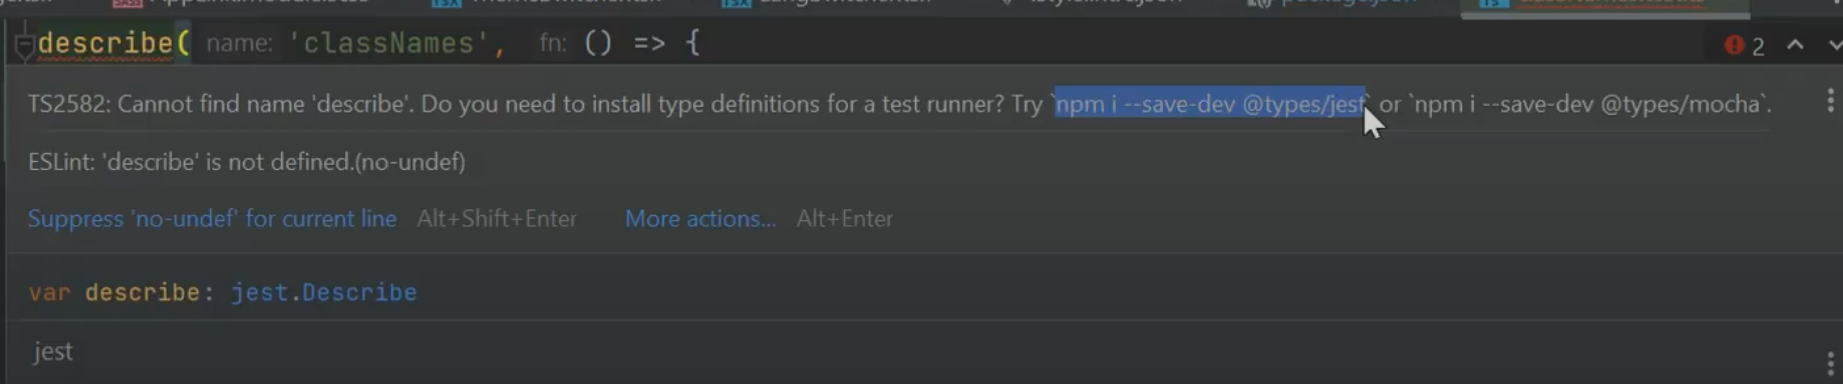 package.json
describe( name: 'classNames', fn: () => {
2
TS2582: Cannot find name 'describe'. Do you need to install type definitions for a test runner? Try `npm i --save-dev @types/jest` or `npm i --save-dev @types/mocha`.
ESLint: 'describe' is not defined.(no-undef)
Suppress 'no-undef' for current line Alt+Shift+Enter More actions... Alt+Enter
var describe: jest.Describe
jest